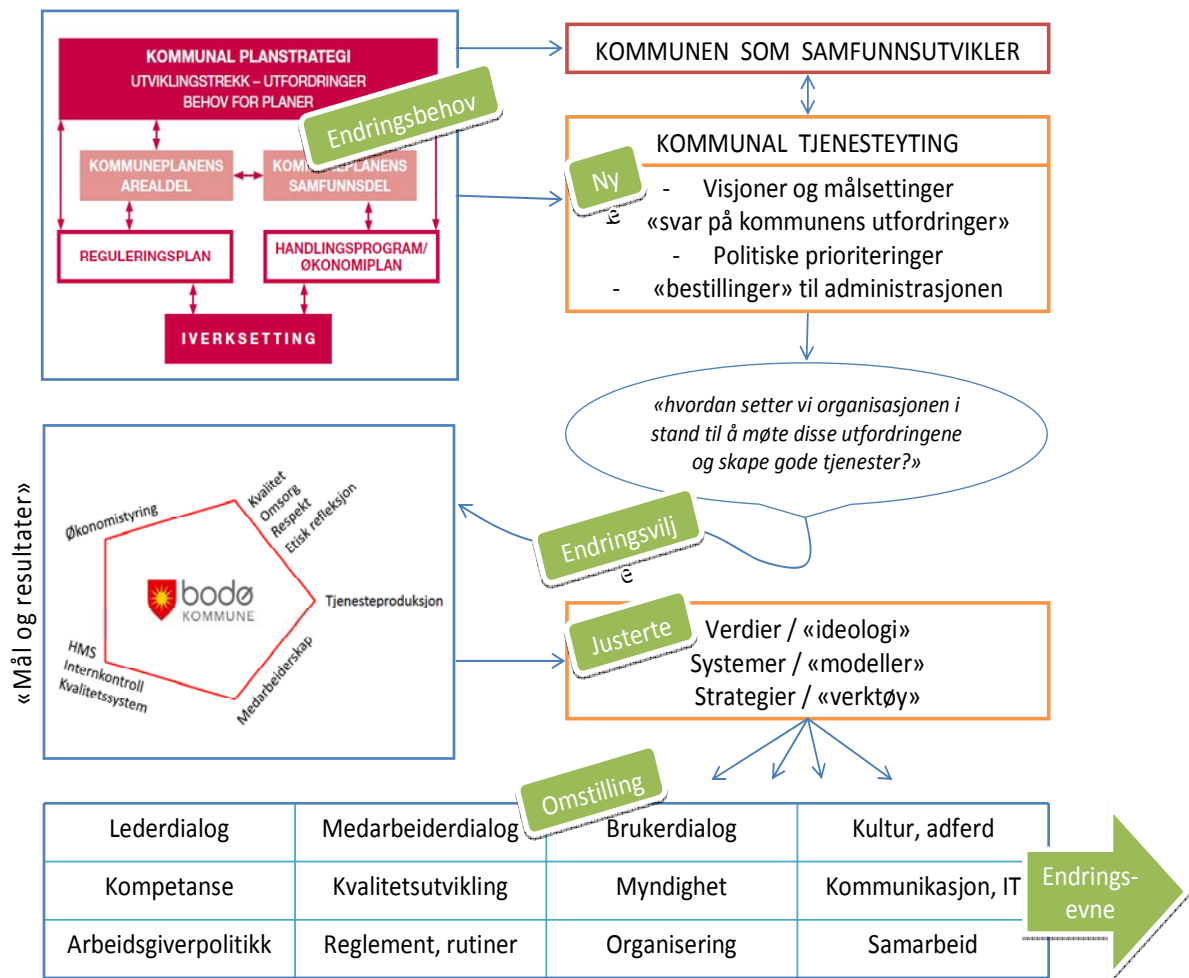 KOMMUNAL PLANSTRATEGI
UTVIKLINGSTREKK – UTFORDRINGER
BEHOV FOR PLANER
Endringsbehov
KOMMUNEPLANENS
AREALDEL
SAMFUNNSDEL
REGULERINGSPLAN
HANDLINGSPROGRAM/
ØKONOMIPLAN
IVERKSETTING
KOMMUNEN SOM SAMFUNNSUTVIKLER
KOMMUNAL TJENESTEYTING
Ny
e
- Visjoner og målsettinger
- «svar på kommunens utfordringer»
- Politiske prioriteringer
- «bestillinger» til administrasjonen
«hvordan setter vi organisasjonen i
stand til å møte disse utfordringene
og skape gode tjenester?»
Endringsvilj
e
«Mål og resultater»
Økonomistyring
Kvalitet
Omsorg
Respekt
Etisk refleksjon
bodø
KOMMUNE
Tjenesteproduksjon
HMS
Internkontroll
Kvalitetssystem
Medarbeiderskap
Justerte
Verdier / «ideologi»
Systemer / «modeller»
Strategier / «verktøy»
Omstilling
Lederdialog
Medarbeiderdialog
Brukerdialog
Kultur, adferd
Kompetanse
Kvalitetsutvikling
Myndighet
Kommunikasjon, IT
Arbeidsgiverpolitikk
Reglement, rutiner
Organisering
Samarbeid
Endrings-
evne